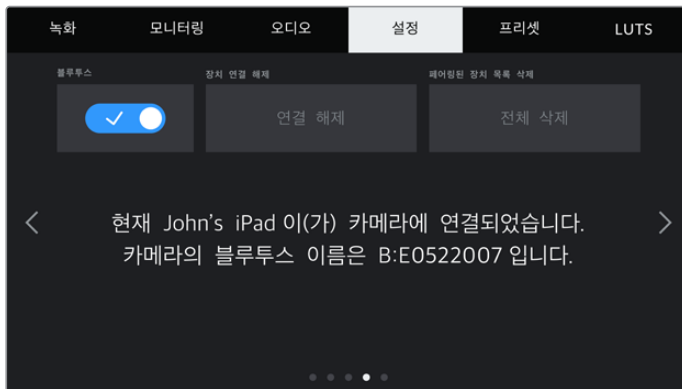 녹화 모니터링 오디오 설정 프리셋 LUTS
블루투스 장치 연결 해제 페어링된 장치 목록 삭제
연결 해제 전체 삭제
현재 John's iPad 이(가) 카메라에 연결되었습니다.
카메라의 블루투스 이름은 B:E0522007 입니다.